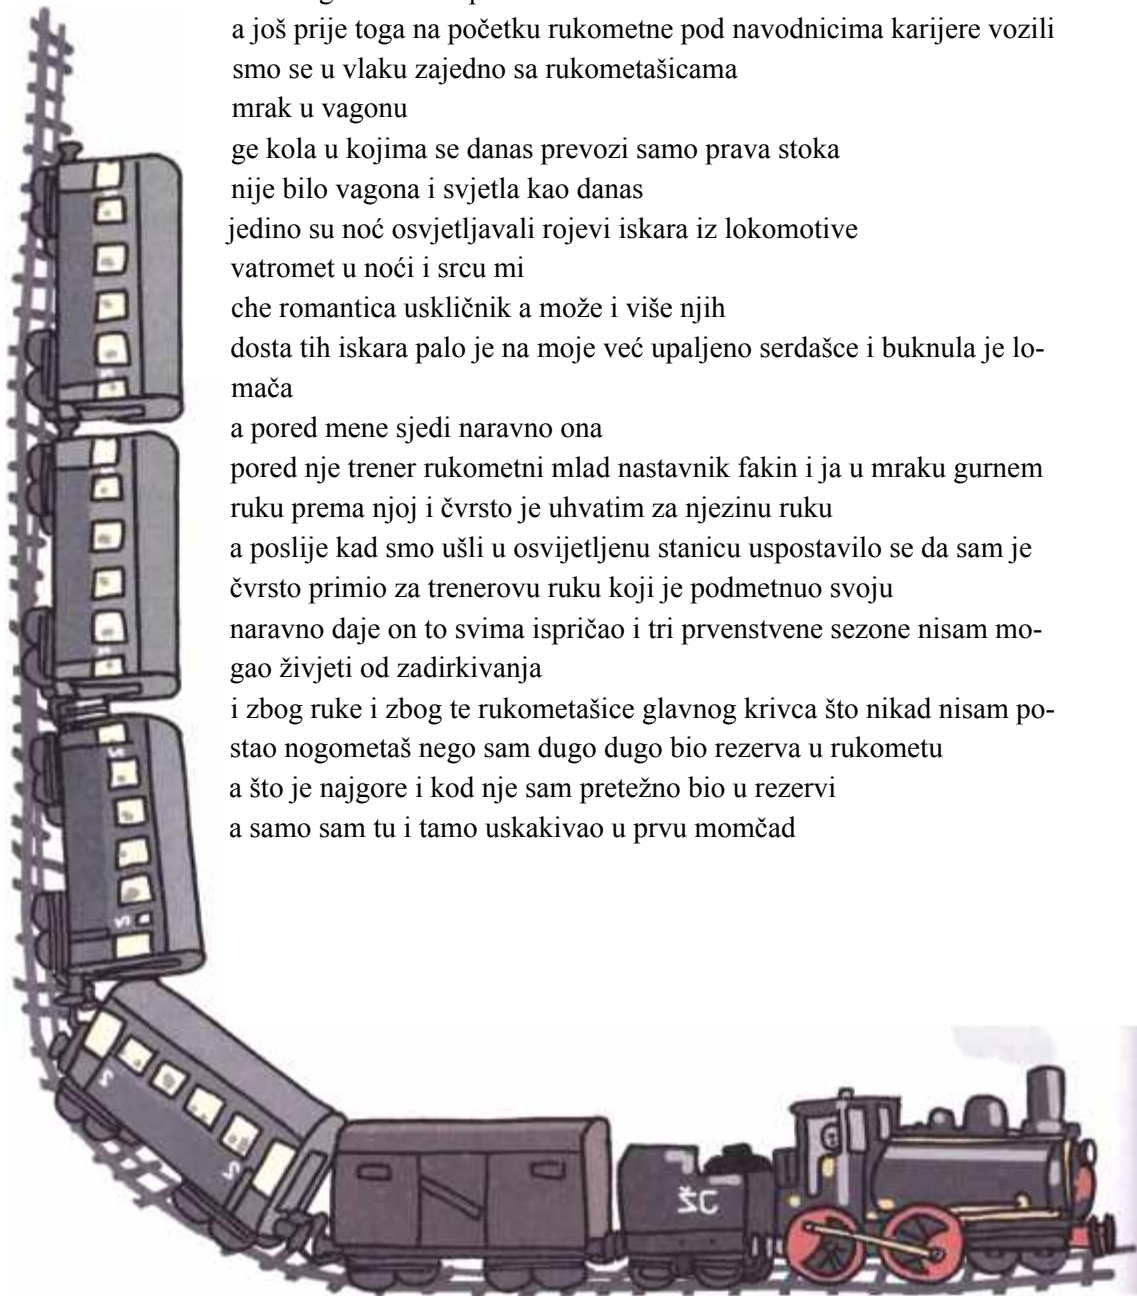 a još prije toga na početku rukometne pod navodnicima karijere vozili
smo se u vlaku zajedno sa rukometašicama
mrak u vagonu
ge kola u kojima se danas prevozi samo prava stoka
nije bilo vagona i svjetla kao danas
jedino su noć osvjetljavali rojevi iskara iz lokomotive
vatromet u noći i srcu mi
che romantica uskličnik a može i više njih
dosta tih iskara palo je na moje već upaljeno serdašce i buknula je lo-
mača
a pored mene sjedi naravno ona
pored nje trener rukometni mlad nastavnik fakin i ja u mraku gurnem
ruku prema njoj i čvrsto je uhvatim za njezinu ruku
a poslije kad smo ušli u osvijetljenu stanicu uspostavilo se da sam je
čvrsto primio za trenerovu ruku koji je podmetnuo svoju
naravno daje on to svima ispričao i tri prvenstvene sezone nisam mo-
gao živjeti od zadirkivanja
i zbog ruke i zbog te rukometašice glavnog krivca što nikad nisam po-
stao nogometaš nego sam dugo dugo bio rezerva u rukometu
a što je najgore i kod nje sam pretežno bio u rezervi
a samo sam tu i tamo uskakivao u prvu momčad
JŽ